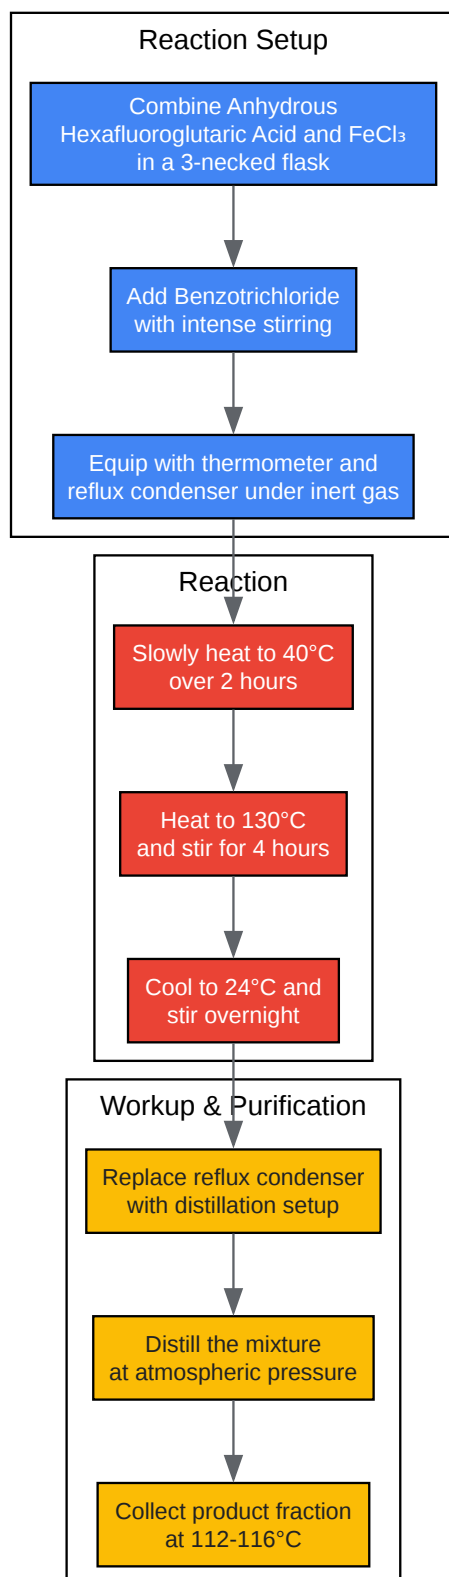 Reaction Setup
Combine Anhydrous
Hexafluoroglutaric Acid and FeCl₃
in a 3-necked flask
Add Benzotrichloride
with intense stirring
Equip with thermometer and
reflux condenser under inert gas
Reaction
Slowly heat to 40°C
over 2 hours
Heat to 130°C
and stir for 4 hours
Cool to 24°C and
stir overnight
Workup & Purification
Replace reflux condenser
with distillation setup
Distill the mixture
at atmospheric pressure
Collect product fraction
at 112-116°C